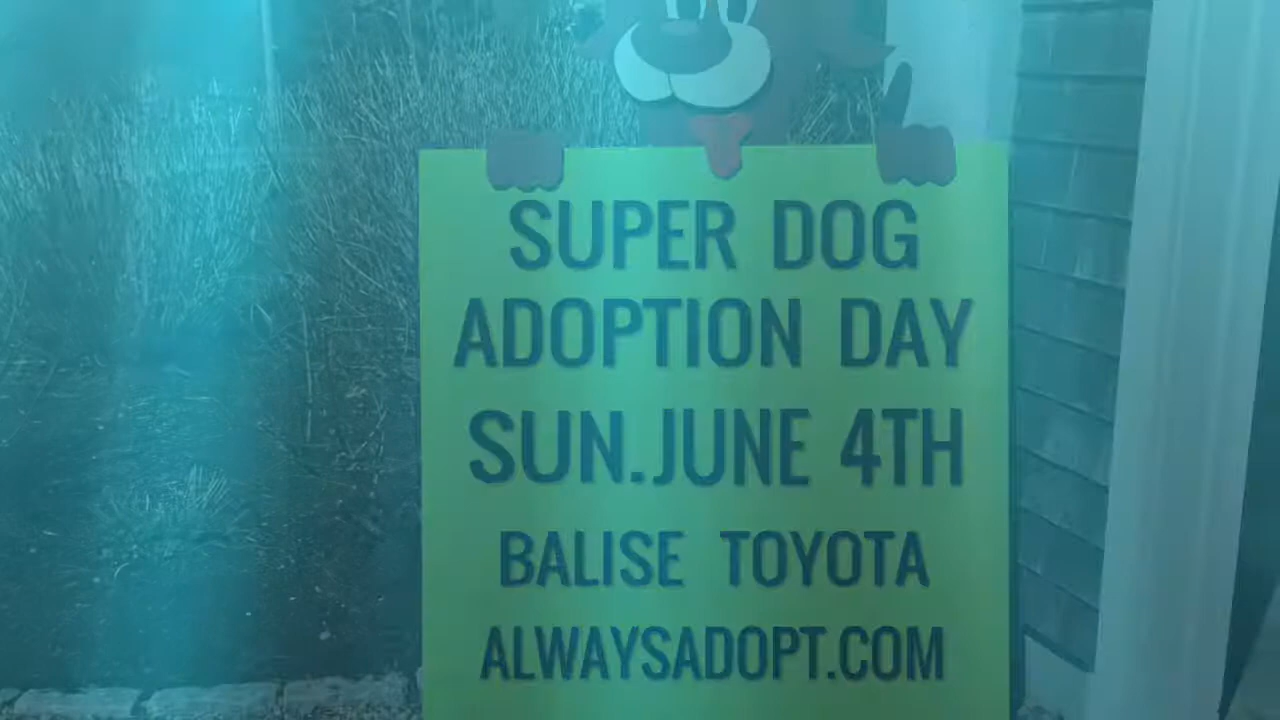 SUPER DOG
ADOPTION DAY
SUN.JUNE 4TH
BALISE TOYOTA
ALWAYSADOPT.COM